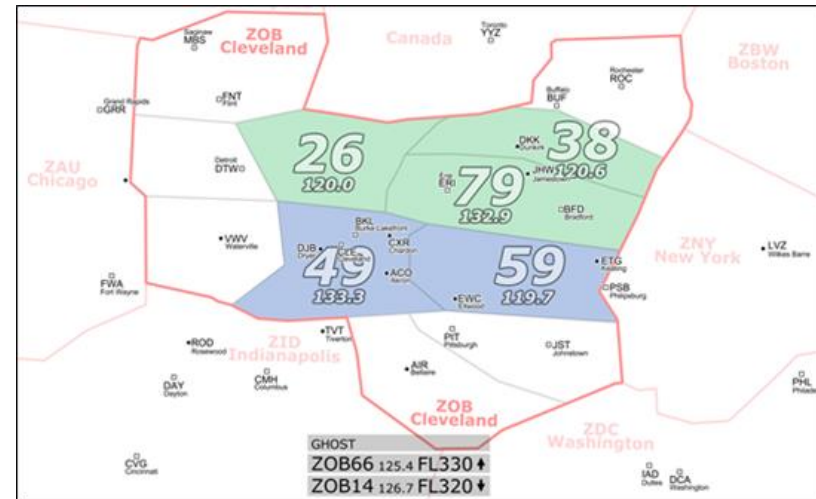 Saginaw
MBS
ZOB
Cleveland
Canada
Toronto
YYZ
ZBW
Boston
Rochester
ROC
Grand Rapids
GRR
FNT
Flint
Buffalo
BUF
ZAU
Chicago
Detroit
DTW
26
120.0
DKK
Dunkirk
38
120.6
JHW
Jamestown
ERI
79
132.9
BFD
Bradford
VWV
Waterville
BKL
Burke Lakefront
DJB
CXR
Chardon
CLE
Cleveland
49
133.3
ACO
Akron
59
119.7
ETG
Keating
PSB
Philipsburg
ZNY
New York
LVZ
Wilkes Barre
FWA
Fort Wayne
EWC
Ellwood
ROD
Rosewood
ZID
Indianapolis
TVT
Tiverton
PIT
Pittsburgh
JST
Johnstown
DAY
Dayton
CMH
Columbus
AIR
Bellaire
PHL
ZOB
Cleveland
ZDC
Washington
CVG
Cincinnati
IAD
Dulles
DCA
Washington
GHOST
ZOB66 125.4 FL330
ZOB14 126.7 FL320